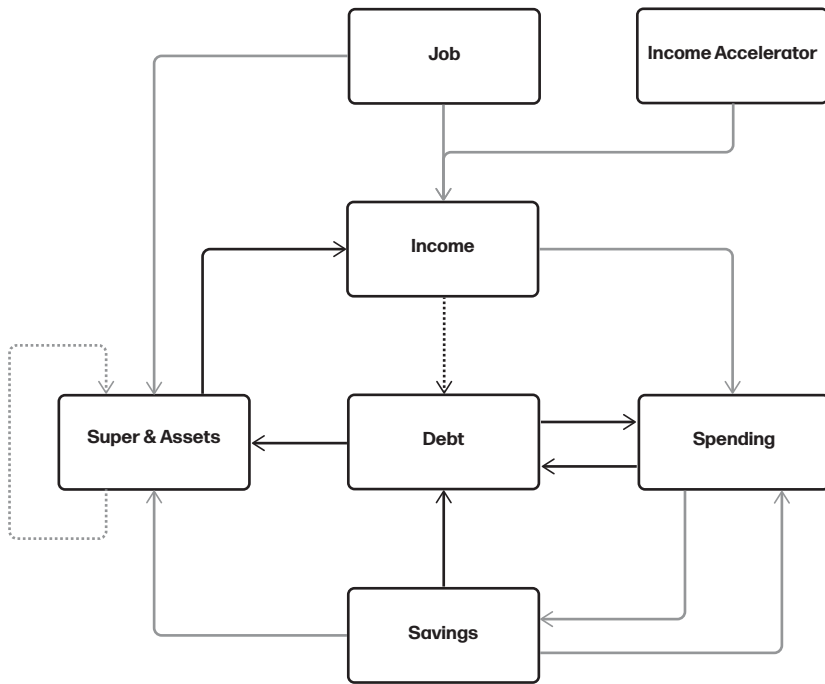 Job
Income Accelerator
Income
Super & Assets
Debt
Spending
Savings